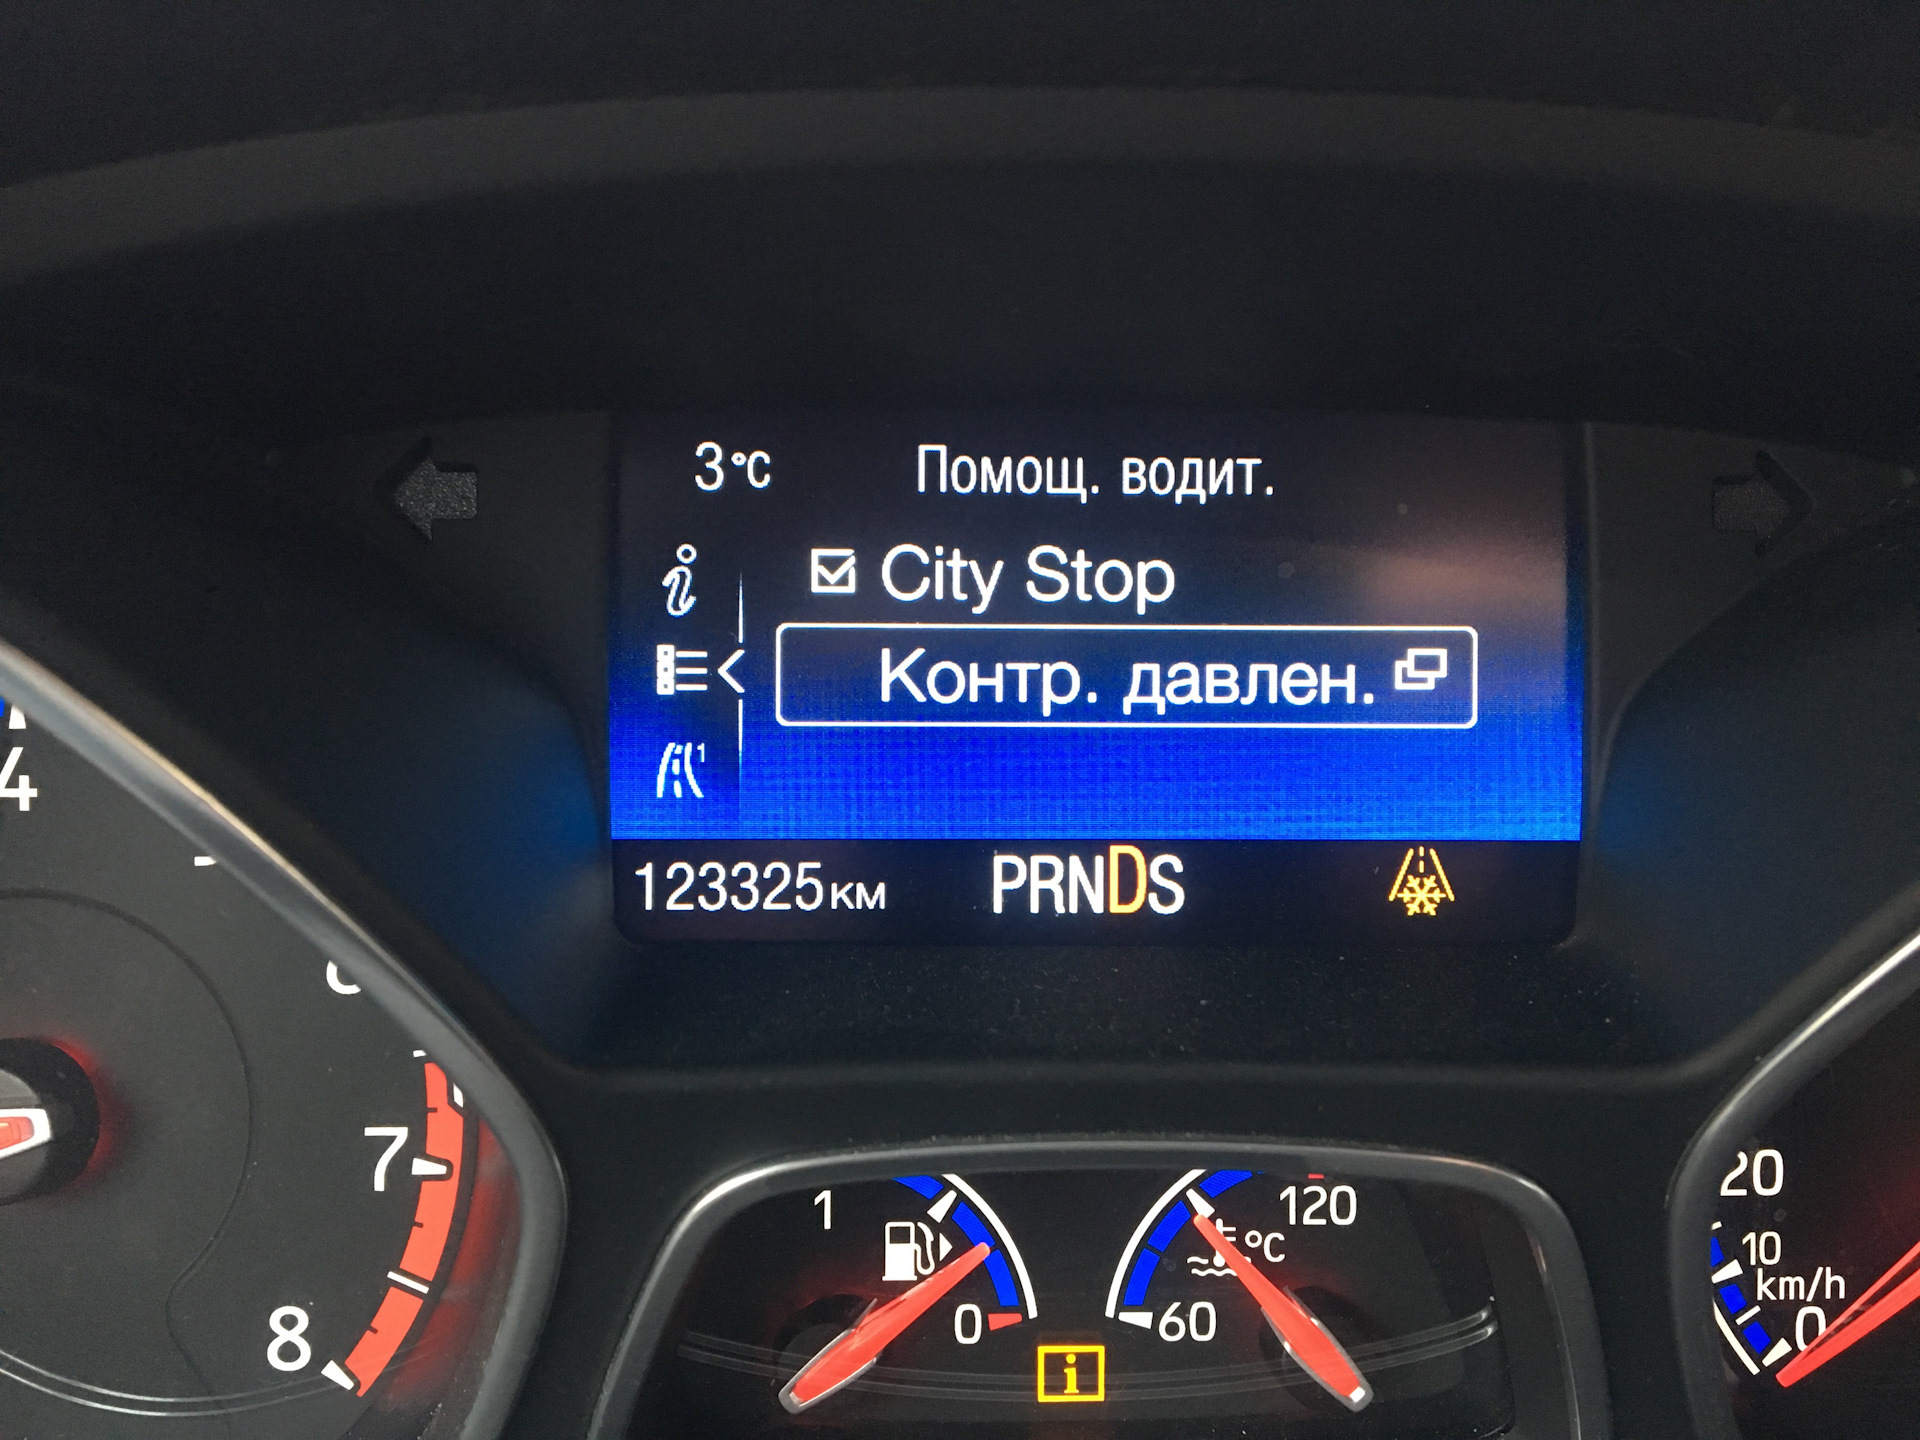 3°C
Помощ. водит.
City Stop
Контр. давлен.
1
123325км
PRNDS
4
7
8
1
0
120
°C
60
i
20
10
km/h
0